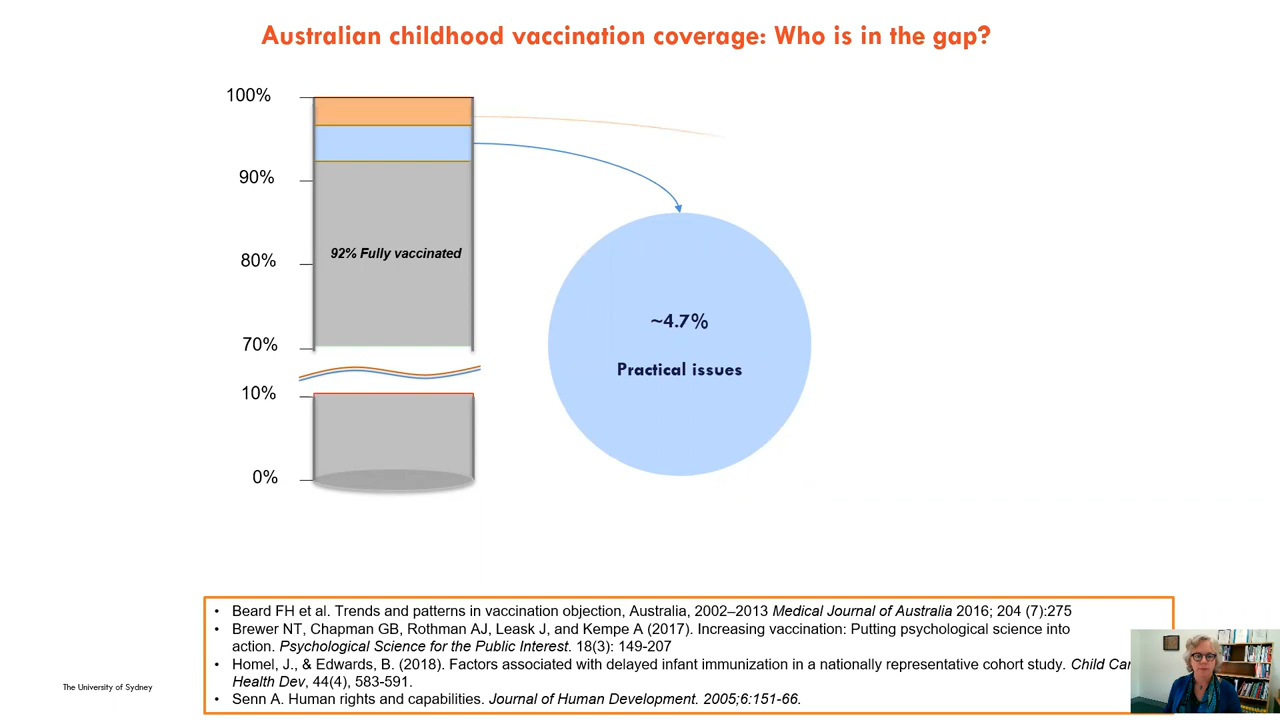 Australian childhood vaccination coverage: Who is in the gap?
100%
90%
92% Fully vaccinated
80%
70%
10%
0%
~4.7%
Practical issues
• Beard FH et al. Trends and patterns in vaccination objection, Australia, 2002–2013 Medical Journal of Australia 2016; 204 (7):275
• Brewer NT, Chapman GB, Rothman AJ, Leask J, and Kempe A (2017). Increasing vaccination: Putting psychological science into
action. Psychological Science for the Public Interest. 18(3): 149-207
• Homel, J., & Edwards, B. (2018). Factors associated with delayed infant immunization in a nationally representative cohort study. Child
Health Dev, 44(4), 583-591.
• Senn A. Human rights and capabilities. Journal of Human Development. 2005;6:151-66.
The University of Sydney